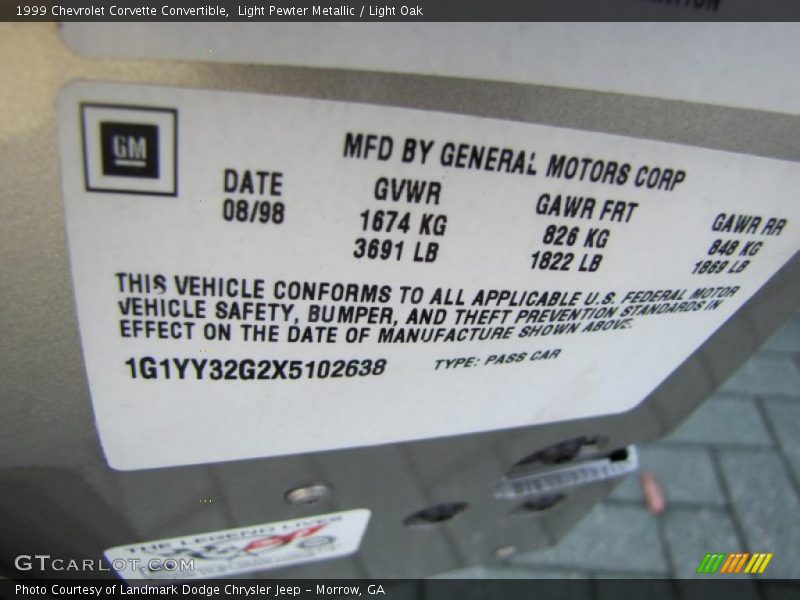 1999 Chevrolet Corvette Convertible,  Light Pewter Metallic / Light Oak
GM
MFD BY GENERAL MOTORS CORP
DATE GVWR GAWR FRT GAWR RR
08/98 1674 KG 826 KG 848 KG
3691 LB 1822 LB 1869 LB
THIS VEHICLE CONFORMS TO ALL APPLICABLE U.S. FEDERAL MOTOR
VEHICLE SAFETY, BUMPER, AND THEFT PREVENTION STANDARDS IN
EFFECT ON THE DATE OF MANUFACTURE SHOWN ABOVE.
1G1YY32G2X5102638 TYPE: PASS CAR
THE LEGEND LIVES
GTCARLOT.COM
Photo Courtesy of Landmark Dodge Chrysler Jeep – Morrow, GA